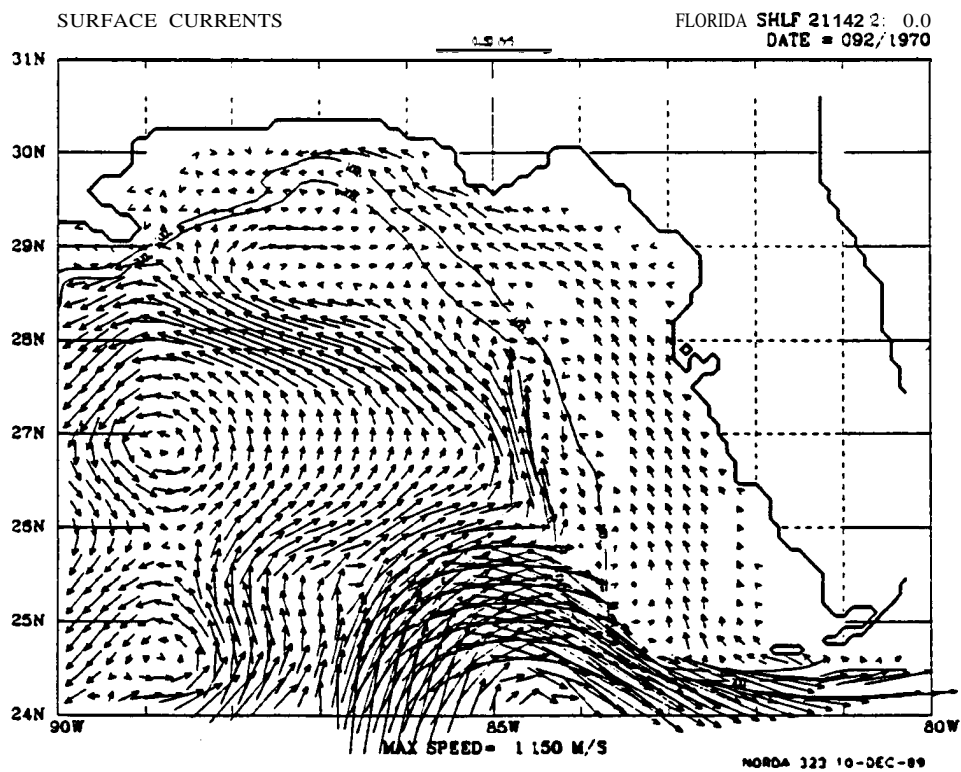 SURFACE CURRENTS
FLORIDA SHLF 21142 2: 0.0
DATE = 092/1970
31N
30N
29N
28N
27N
26N
25N
24N
90W 85W 80W
MAX SPEED= 1 150 M/S
NORDA 323 10-DEC-89